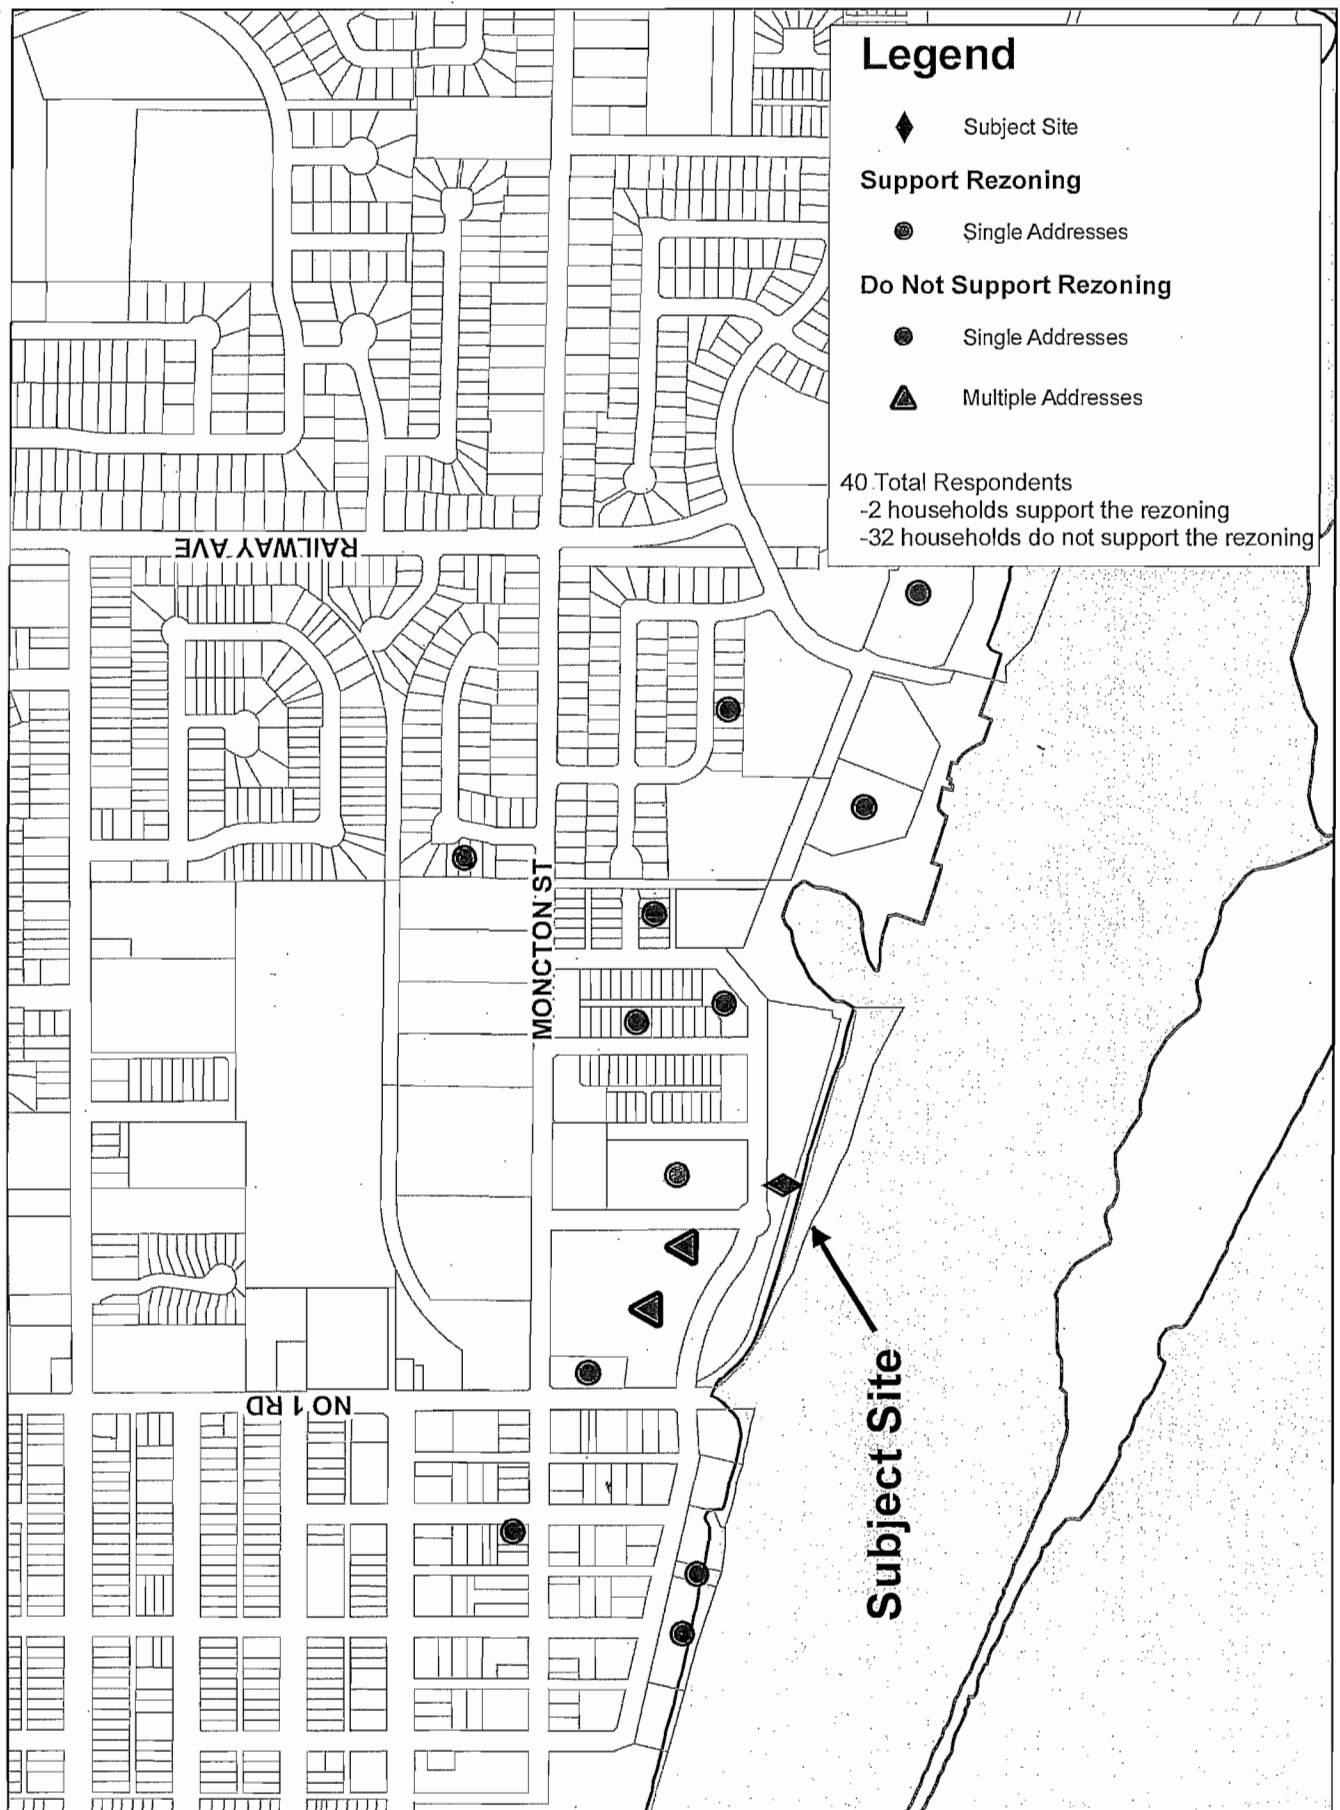 Legend
Subject Site
Support Rezoning
Single Addresses
Do Not Support Rezoning
Single Addresses
Multiple Addresses
40 Total Respondents
-2 households support the rezoning
-32 households do not support the rezoning
RAILWAY AVE
MONCTON ST
NO 1 RD
Subject Site